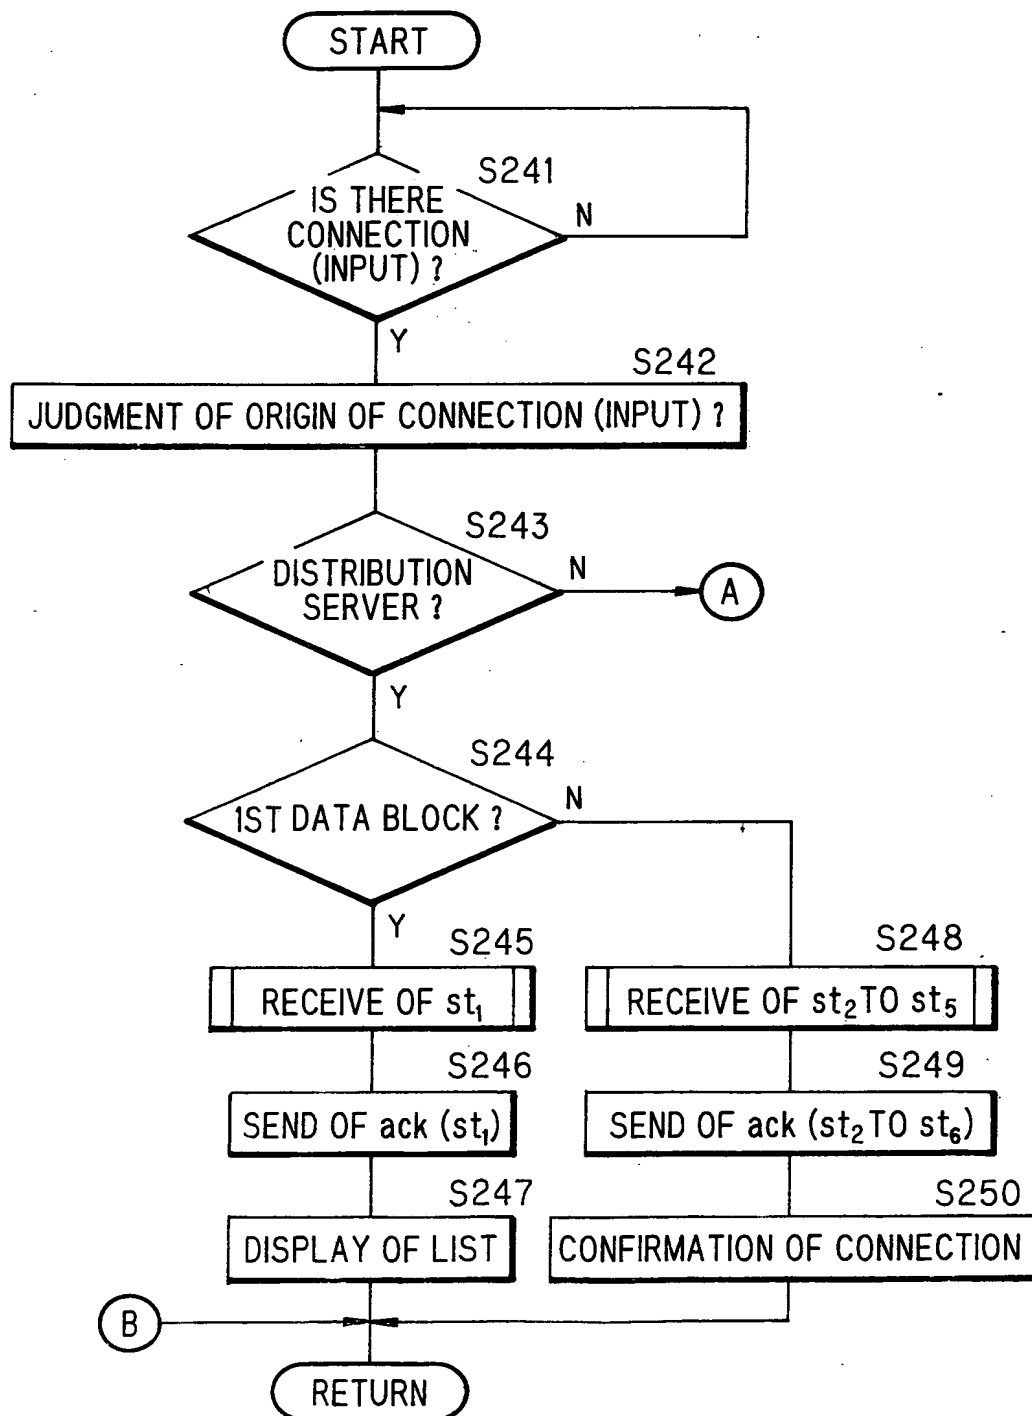 START
S241
IS THERE
CONNECTION
(INPUT) ?
N
Y
S242
JUDGMENT OF ORIGIN OF CONNECTION (INPUT) ?
S243
DISTRIBUTION
SERVER ?
N
A
Y
S244
1ST DATA BLOCK ?
N
Y
S245
RECEIVE OF st₁
S248
RECEIVE OF st₂ TO st₅
S246
SEND OF ack (st₁)
S249
SEND OF ack (st₂ TO st₆)
S247
DISPLAY OF LIST
S250
CONFIRMATION OF CONNECTION
B
RETURN